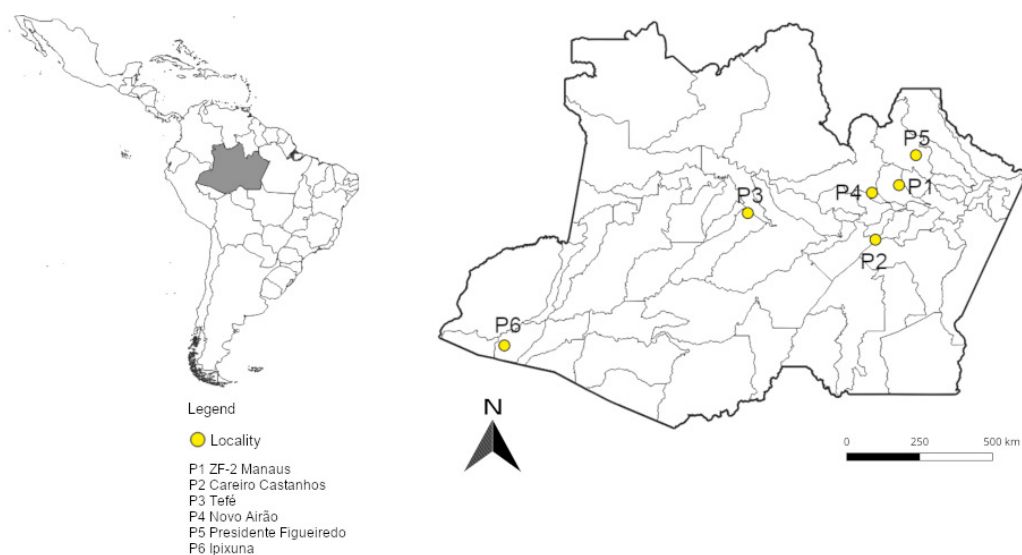 P5
P3
P4
P1
P2
P6
Legend
N
Locality
0 250 500 km
P1 ZF-2 Manaus
P2 Careiro Castanhos
P3 Tefé
P4 Novo Airão
P5 Presidente Figueiredo
P6 Ipixuna